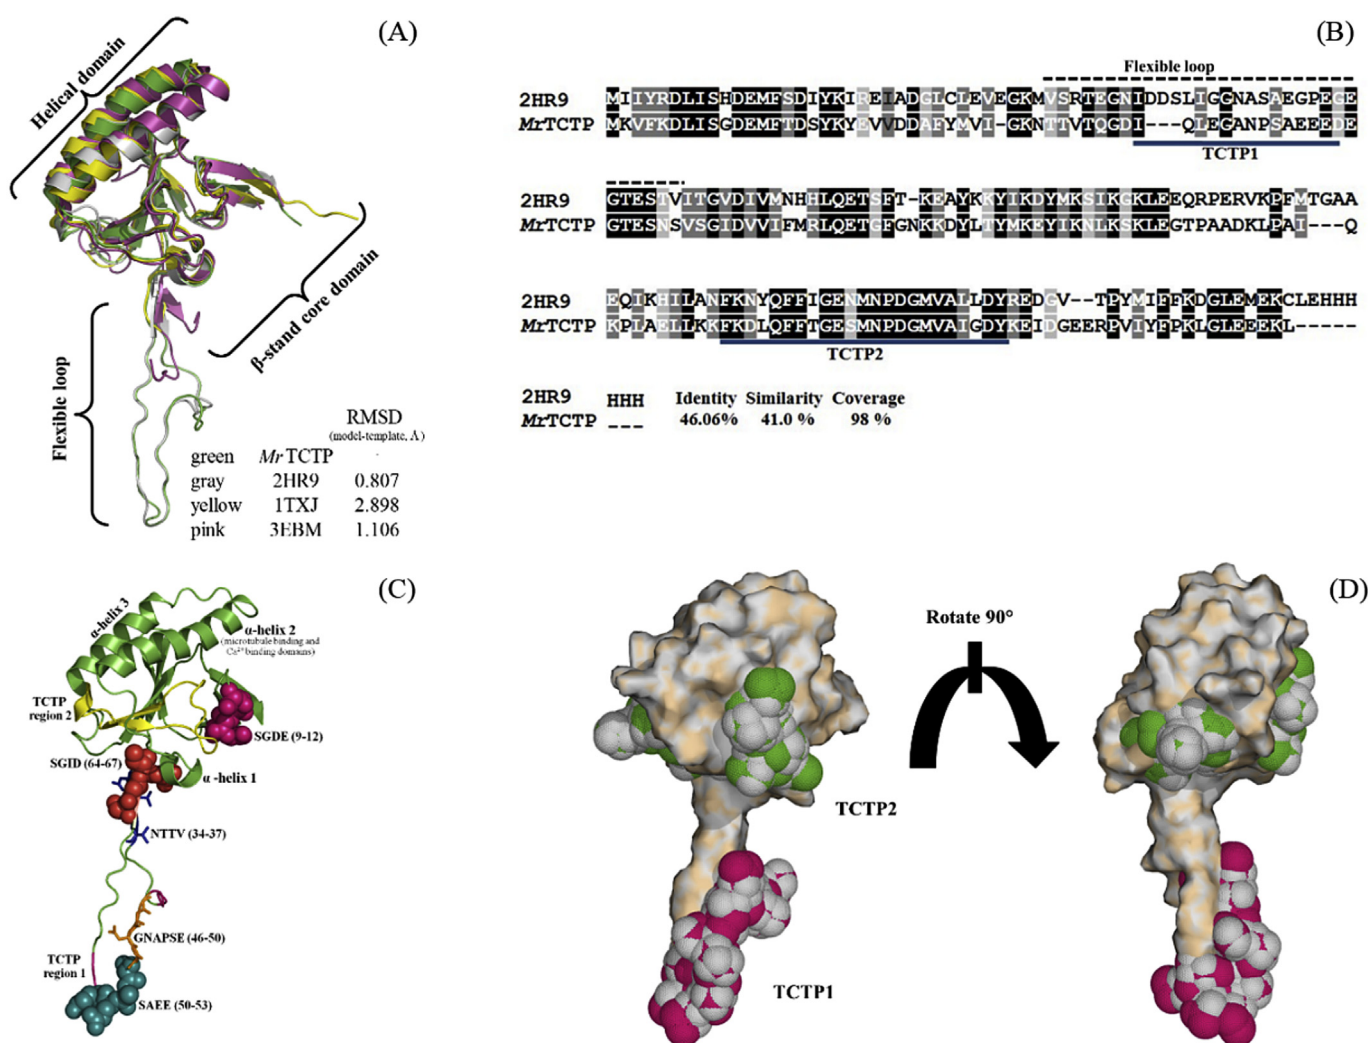 (A)
Helical domain
Flexible loop
β-stand core domain
RMSD
(model-template, Å)
green MrTCTP -
gray 2HR9 0.807
yellow 1TXJ 2.898
pink 3EBM 1.106
(B)
Flexible loop
2HR9 MIIYRDLISHDEMFSDIYKIREIADGLCLEVEGKMVSRTEGNIDDSLIGGNASAEGPEGE
MrTCTP MKVFKDLISGDEMFTDSYKYEVVDDAFYMVI-GKNTTVTQGDI---QLEGANPSAEEEDE
TCTP1
2HR9 GTESTVITGVDIVMNHHLQETSFT-KEAYKKYIKDYMKSIKGKLEEQRPERVKPFMTGAA
MrTCTP GTESNSVSGIDVVIFMRLQETGFGNKKDYLTYMKEYIKNLKSKLEGTPAADKLPAI---Q
2HR9 EQIKHILANFKNYQFFIGENMNPDGMVALLDYREDGV--TPYMIFFKDGLEMEKCLEHHH
MrTCTP KPLAELLKKFKDLQFFTGESMNPDGMVAIGDYKEIDGEERPVIYFPKLGLEEEKL-----
TCTP2
2HR9 HHH Identity Similarity Coverage
MrTCTP --- 46.06% 41.0 % 98 %
(C)
α-helix 3
α-helix 2
(microtubule binding and
Ca²⁺ binding domains)
TCTP
region 2
SGDE (9-12)
SGID (64-67)
α -helix 1
NTTV (34-37)
GNAPSE (46-50)
TCTP
region 1
SAEE (50-53)
(D)
Rotate 90°
TCTP2
TCTP1